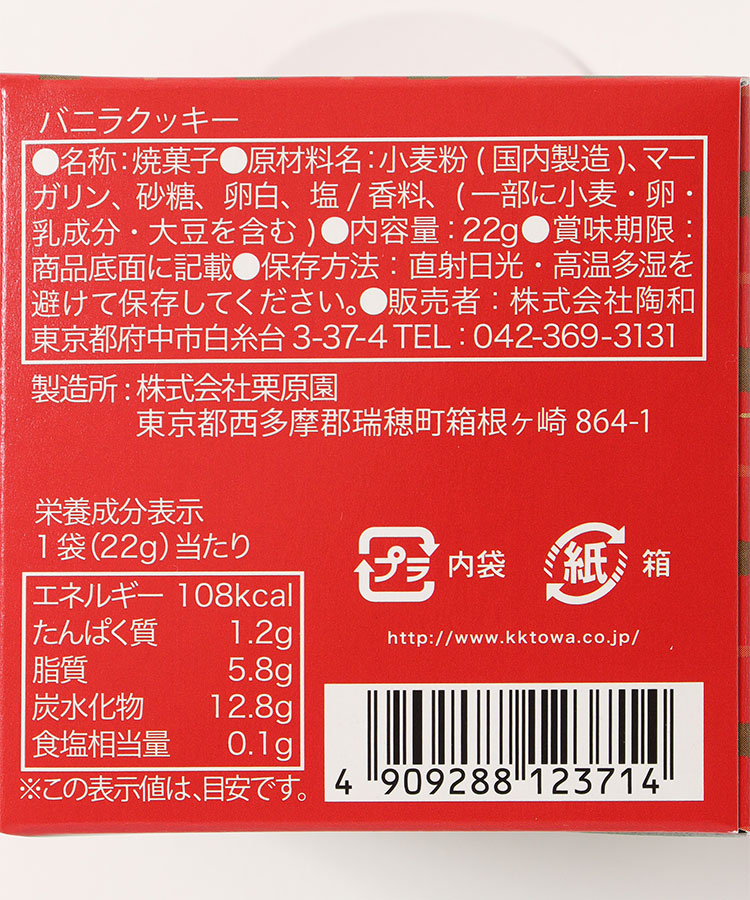 バニラクッキー
●名称：焼菓子●原材料名：小麦粉(国内製造)、マー
ガリン、砂糖、卵白、塩/香料、(一部に小麦・卵・
乳成分・大豆を含む)●内容量：22g●賞味期限：
商品底面に記載●保存方法：直射日光・高温多湿を
避けて保存してください。●販売者：株式会社陶和
東京都府中市白糸台3-37-4 TEL：042-369-3131
製造所：株式会社栗原園
東京都西多摩郡瑞穂町箱根ヶ崎864-1
栄養成分表示
1袋(22g)当たり
エネルギー 108kcal
たんぱく質 1.2g
脂質 5.8g
炭水化物 12.8g
食塩相当量 0.1g
※この表示値は、目安です。
プラ 内袋 紙 箱
http://www.kktowa.co.jp/
4 909288 123714